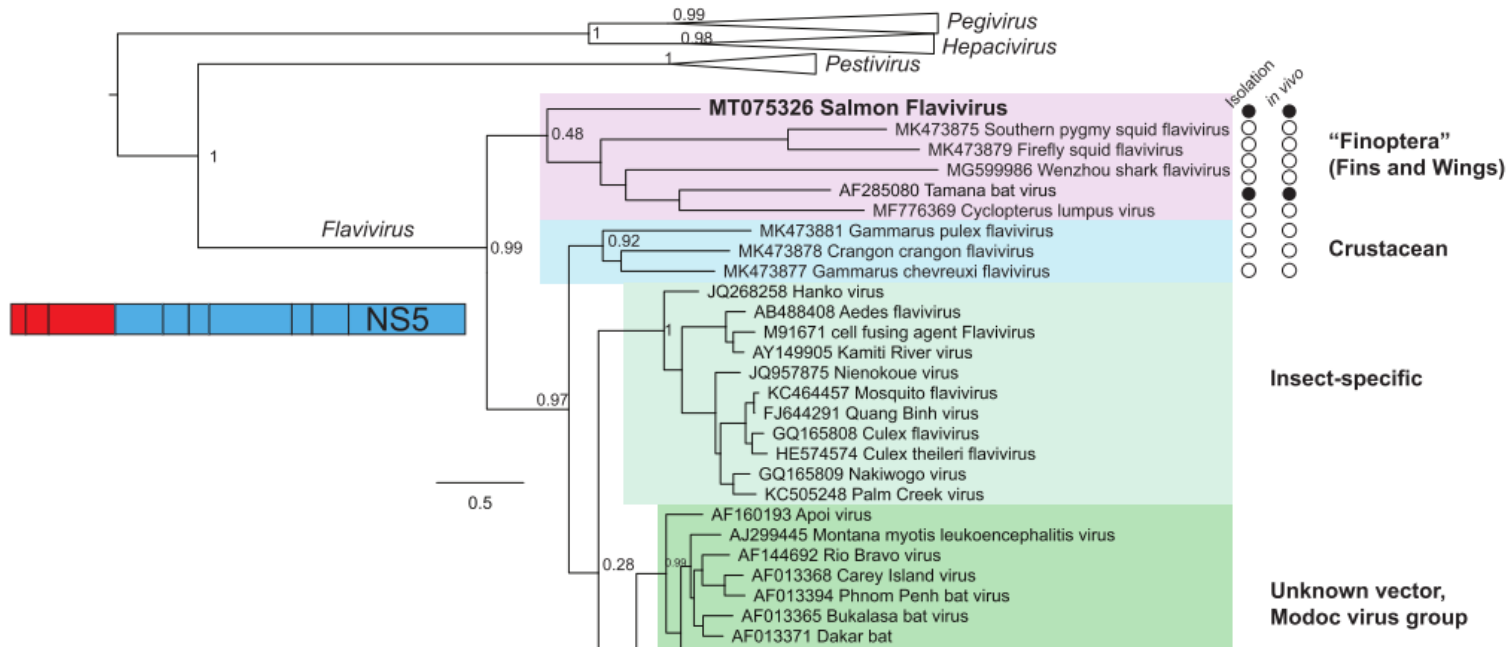 0.99
Pegivirus
1
0.98
Hepacivirus
1
Pestivirus
Isolation
in vivo
MT075326 Salmon Flavivirus
0.48
MK473875 Southern pygmy squid flavivirus
"Finoptera"
(Fins and Wings)
MK473879 Firefly squid flavivirus
1
MG599986 Wenzhou shark flavivirus
AF285080 Tamana bat virus
MF776369 Cyclopterus lumpus virus
Flavivirus
0.99
MK473881 Gammarus pulex flavivirus
0.92
MK473878 Crangon crangon flavivirus
Crustacean
MK473877 Gammarus chevreuxi flavivirus
JQ268258 Hanko virus
AB488408 Aedes flavivirus
NS5
1
M91671 cell fusing agent Flavivirus
AY149905 Kamiti River virus
JQ957875 Nienokoue virus
Insect-specific
KC464457 Mosquito flavivirus
0.97
FJ644291 Quang Binh virus
GQ165808 Culex flavivirus
HE574574 Culex theileri flavivirus
GQ165809 Nakiwogo virus
KC505248 Palm Creek virus
0.5
AF160193 Apoi virus
AJ299445 Montana myotis leukoencephalitis virus
0.28
0.99
AF144692 Rio Bravo virus
AF013368 Carey Island virus
AF013394 Phnom Penh bat virus
Unknown vector,
Modoc virus group
AF013365 Bukalasa bat virus
AF013371 Dakar bat